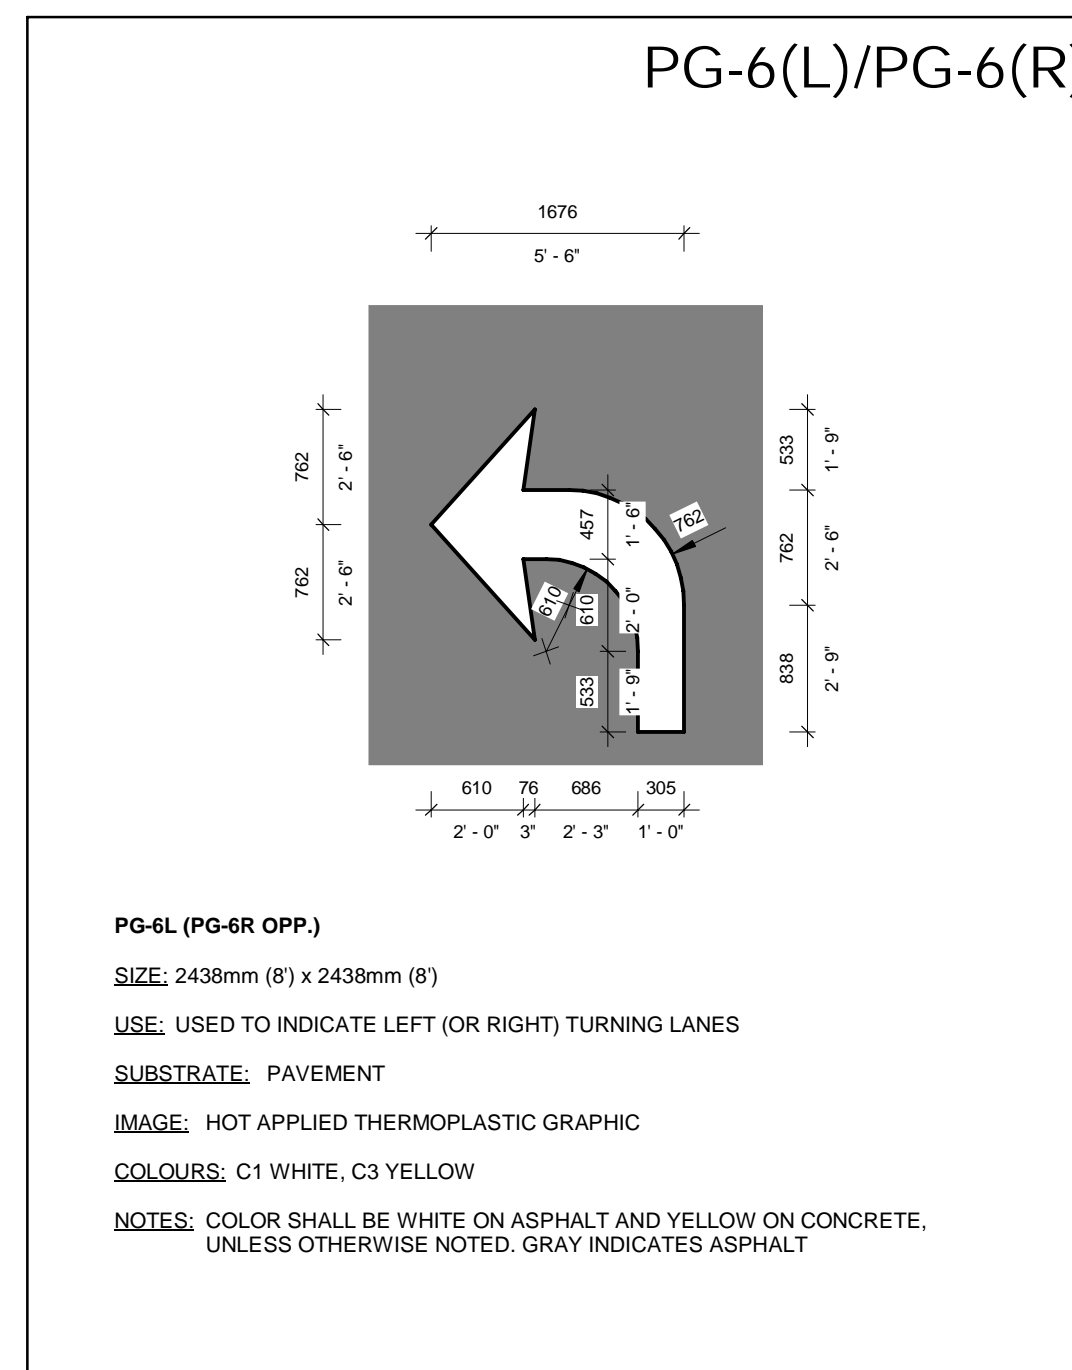 PG-6(L)/PG-6(R)
1676
5' - 6"
762
2' - 6"
762
2' - 6"
533
1' - 9"
762
2' - 6"
838
2' - 9"
457
1' - 6"
762
610
610
2' - 0"
533
1' - 9"
610 76 686 305
2' - 0" 3" 2' - 3" 1' - 0"
PG-6L (PG-6R OPP.)
SIZE: 2438mm (8') x 2438mm (8')
USE: USED TO INDICATE LEFT (OR RIGHT) TURNING LANES
SUBSTRATE: PAVEMENT
IMAGE: HOT APPLIED THERMOPLASTIC GRAPHIC
COLOURS: C1 WHITE, C3 YELLOW
NOTES: COLOR SHALL BE WHITE ON ASPHALT AND YELLOW ON CONCRETE,
UNLESS OTHERWISE NOTED. GRAY INDICATES ASPHALT